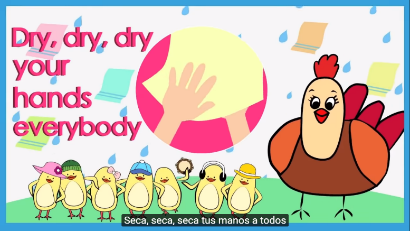 Dry, dry, dry
your
hands
everybody
Seca, seca, seca tus manos a todos